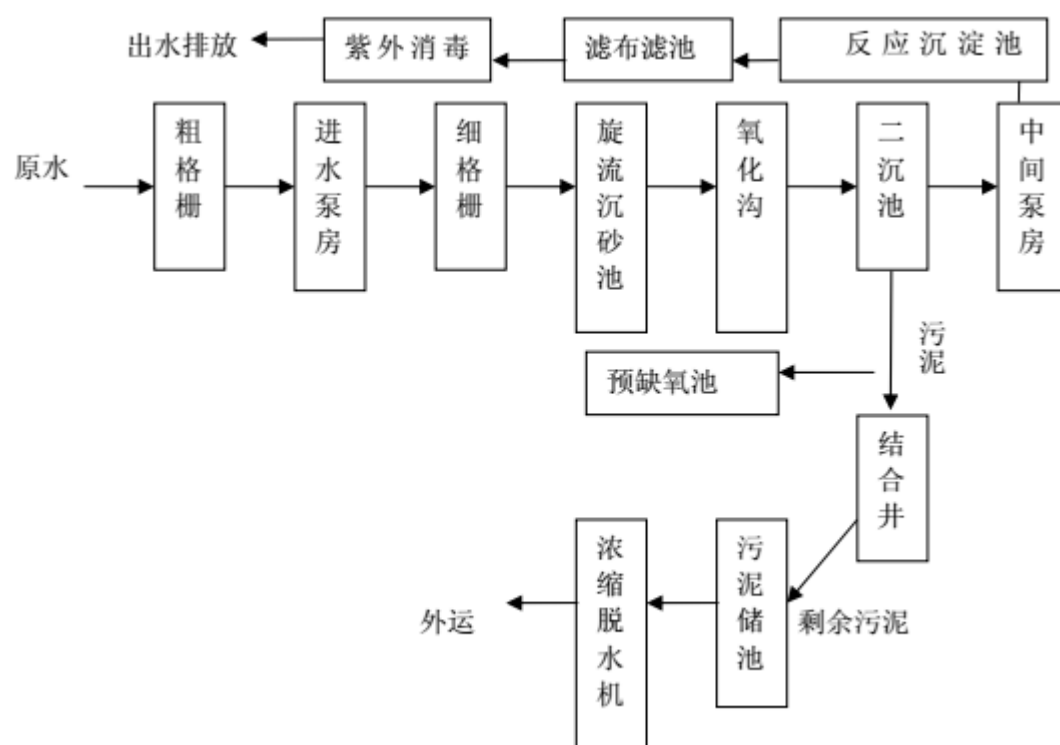 出水排放
紫外消毒
滤布滤池
反应沉淀池
原水
粗格栅
进水泵房
细格栅
旋流沉砂池
氧化沟
二沉池
中间泵房
污泥
预缺氧池
结合井
外运
浓缩脱水机
污泥储池
剩余污泥